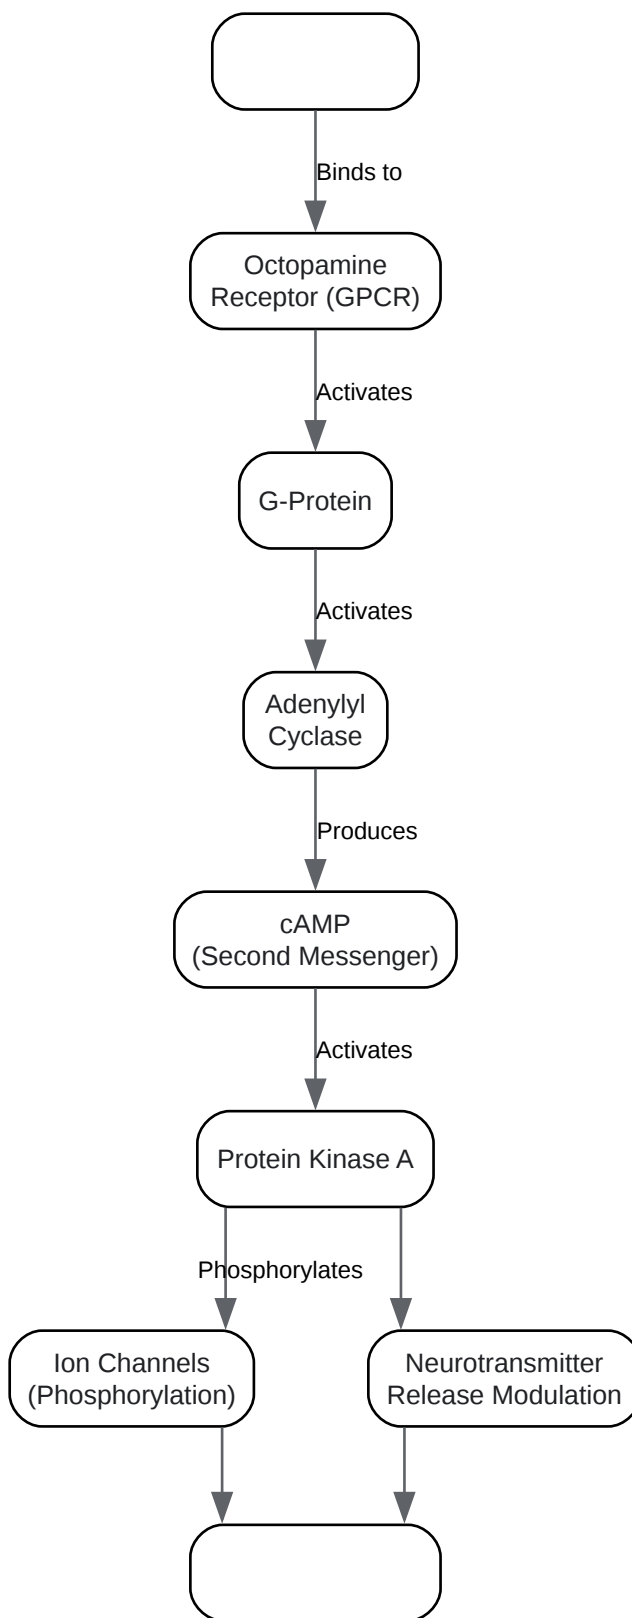 Binds to
Octopamine
Receptor (GPCR)
Activates
G-Protein
Activates
Adenylyl
Cyclase
Produces
cAMP
(Second Messenger)
Activates
Protein Kinase A
Phosphorylates
Ion Channels
(Phosphorylation)
Neurotransmitter
Release Modulation